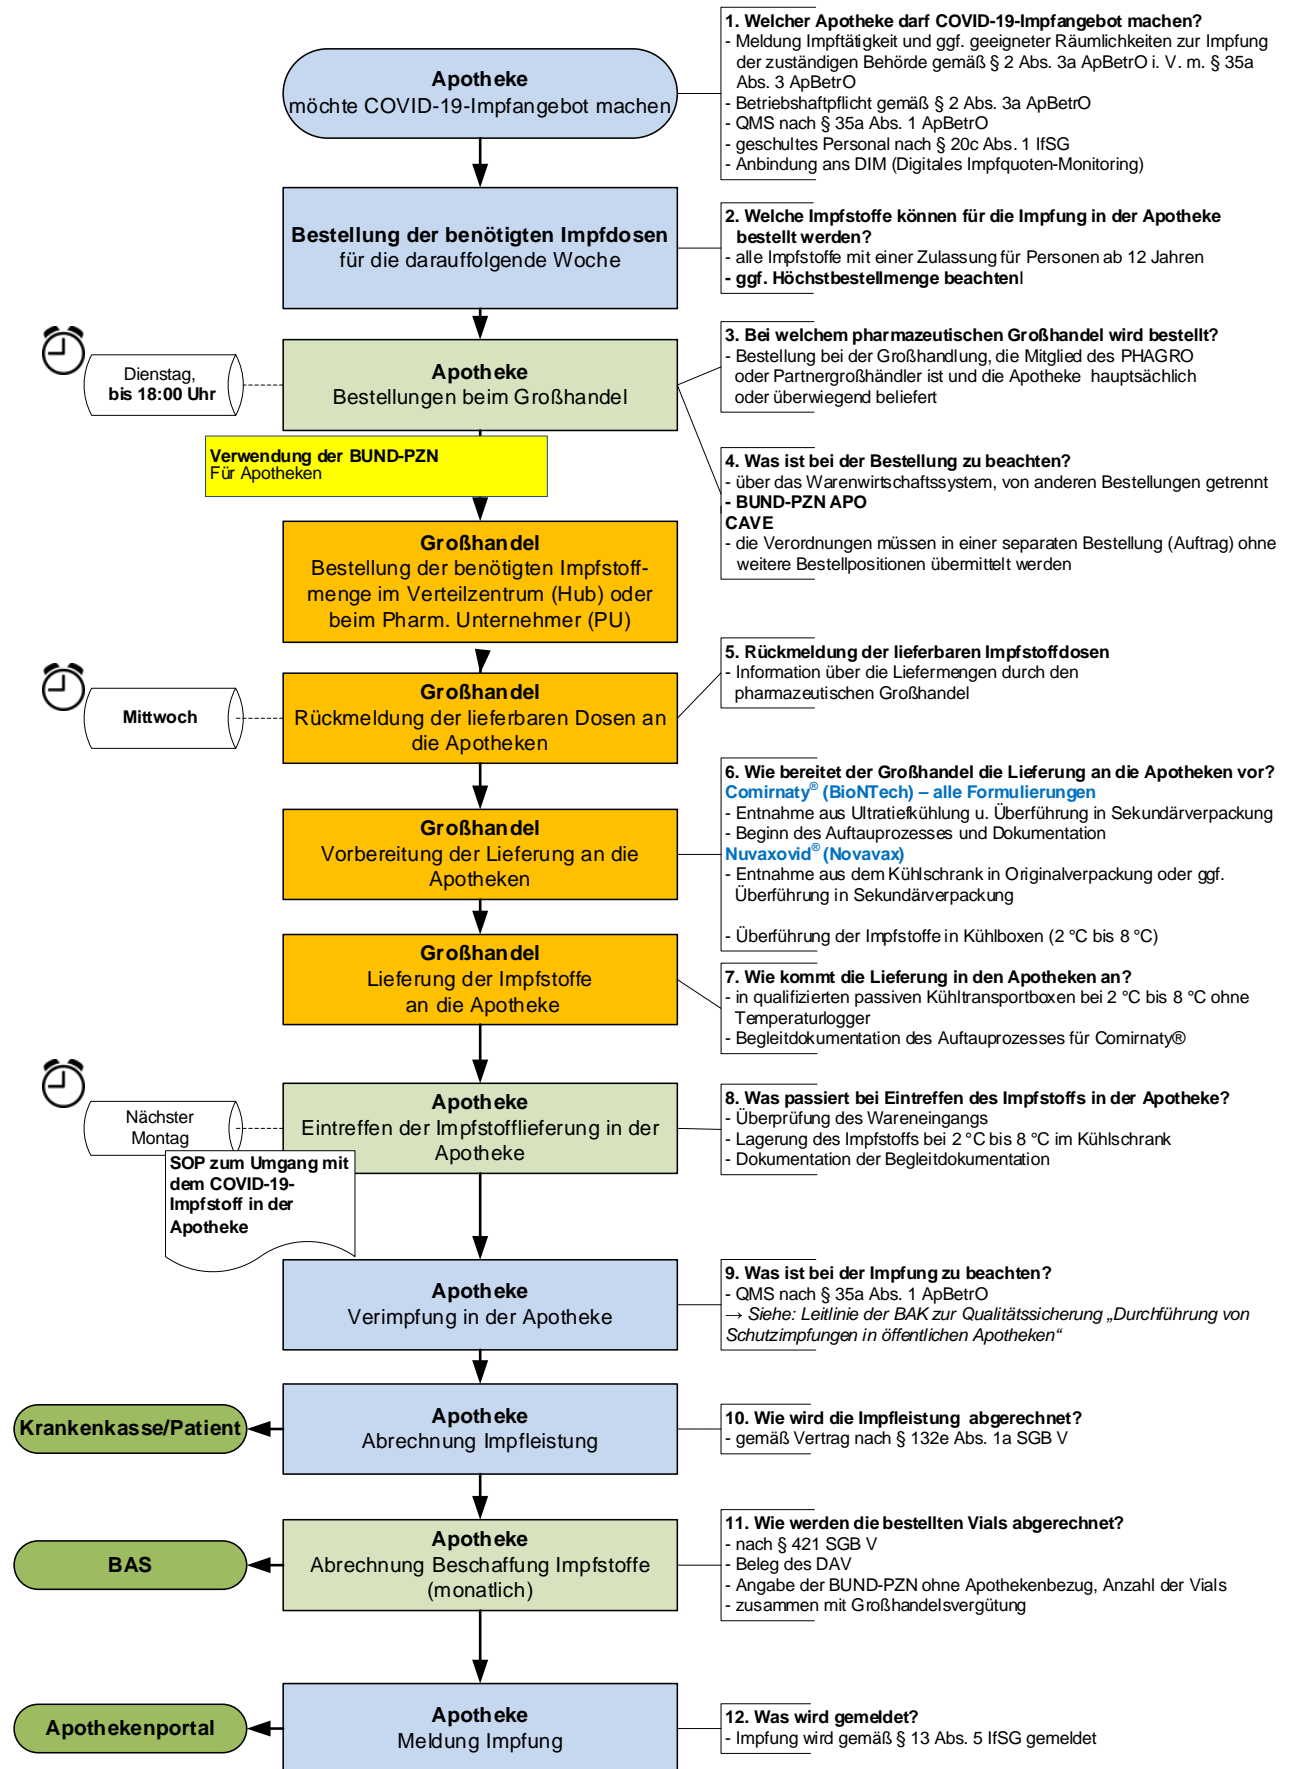 Apotheke
möchte COVID-19-Impfangebot machen
1. Welcher Apotheke darf COVID-19-Impfangebot machen?
- Meldung Impftätigkeit und ggf. geeigneter Räumlichkeiten zur Impfung
der zuständigen Behörde gemäß § 2 Abs. 3a ApBetrO i. V. m. § 35a
Abs. 3 ApBetrO
- Betriebshaftpflicht gemäß § 2 Abs. 3a ApBetrO
- QMS nach § 35a Abs. 1 ApBetrO
- geschultes Personal nach § 20c Abs. 1 IfSG
- Anbindung ans DIM (Digitales Impfquoten-Monitoring)
Bestellung der benötigten Impfdosen
für die darauffolgende Woche
2. Welche Impfstoffe können für die Impfung in der Apotheke
bestellt werden?
- alle Impfstoffe mit einer Zulassung für Personen ab 12 Jahren
- ggf. Höchstbestellmenge beachtenl
Dienstag,
bis 18:00 Uhr
Apotheke
Bestellungen beim Großhandel
3. Bei welchem pharmazeutischen Großhandel wird bestellt?
- Bestellung bei der Großhandlung, die Mitglied des PHAGRO
oder Partnergroßhändler ist und die Apotheke hauptsächlich
oder überwiegend beliefert
Verwendung der BUND-PZN
Für Apotheken
4. Was ist bei der Bestellung zu beachten?
- über das Warenwirtschaftssystem, von anderen Bestellungen getrennt
- BUND-PZN APO
CAVE
- die Verordnungen müssen in einer separaten Bestellung (Auftrag) ohne
weitere Bestellpositionen übermittelt werden
Großhandel
Bestellung der benötigten Impfstoff-
menge im Verteilzentrum (Hub) oder
beim Pharm. Unternehmer (PU)
Mittwoch
Großhandel
Rückmeldung der lieferbaren Dosen an
die Apotheken
5. Rückmeldung der lieferbaren Impfstoffdosen
- Information über die Liefermengen durch den
pharmazeutischen Großhandel
Großhandel
Vorbereitung der Lieferung an die
Apotheken
6. Wie bereitet der Großhandel die Lieferung an die Apotheken vor?
Comirnaty® (BioNTech) – alle Formulierungen
- Entnahme aus Ultratiefkühlung u. Überführung in Sekundärverpackung
- Beginn des Auftauprozesses und Dokumentation
Nuvaxovid® (Novavax)
- Entnahme aus dem Kühlschrank in Originalverpackung oder ggf.
Überführung in Sekundärverpackung
- Überführung der Impfstoffe in Kühlboxen (2 °C bis 8 °C)
Großhandel
Lieferung der Impfstoffe
an die Apotheke
7. Wie kommt die Lieferung in den Apotheken an?
- in qualifizierten passiven Kühltransportboxen bei 2 °C bis 8 °C ohne
Temperaturlogger
- Begleitdokumentation des Auftauprozesses für Comirnaty®
Nächster
Montag
SOP zum Umgang mit
dem COVID-19-
Impfstoff in der
Apotheke
Apotheke
Eintreffen der Impfstofflieferung in der
Apotheke
8. Was passiert bei Eintreffen des Impfstoffs in der Apotheke?
- Überprüfung des Wareneingangs
- Lagerung des Impfstoffs bei 2 °C bis 8 °C im Kühlschrank
- Dokumentation der Begleitdokumentation
Apotheke
Verimpfung in der Apotheke
9. Was ist bei der Impfung zu beachten?
- QMS nach § 35a Abs. 1 ApBetrO
→ Siehe: Leitlinie der BAK zur Qualitätssicherung „Durchführung von
Schutzimpfungen in öffentlichen Apotheken“
Krankenkasse/Patient
Apotheke
Abrechnung Impfleistung
10. Wie wird die Impfleistung abgerechnet?
- gemäß Vertrag nach § 132e Abs. 1a SGB V
BAS
Apotheke
Abrechnung Beschaffung Impfstoffe
(monatlich)
11. Wie werden die bestellten Vials abgerechnet?
- nach § 421 SGB V
- Beleg des DAV
- Angabe der BUND-PZN ohne Apothekenbezug, Anzahl der Vials
- zusammen mit Großhandelsvergütung
Apothekenportal
Apotheke
Meldung Impfung
12. Was wird gemeldet?
- Impfung wird gemäß § 13 Abs. 5 IfSG gemeldet